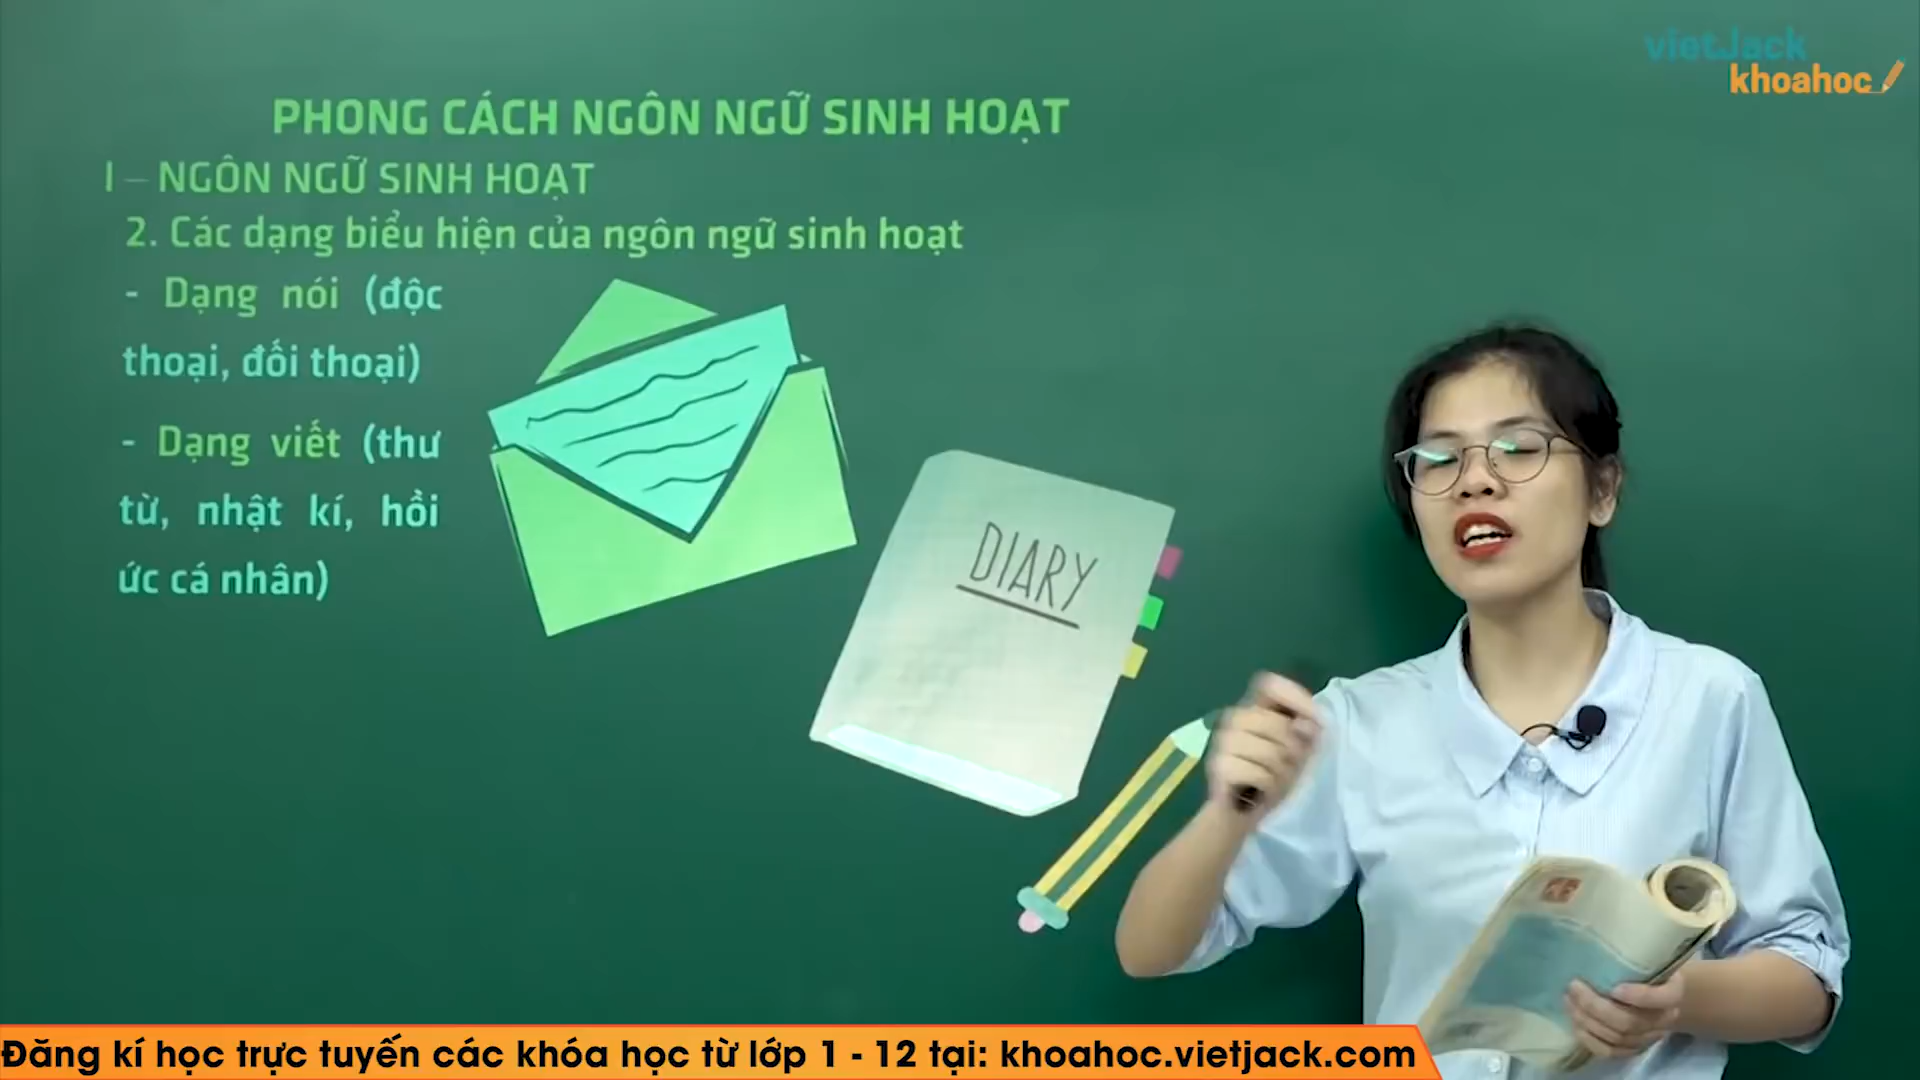 vietJack
khoahoc
PHONG CÁCH NGÔN NGỮ SINH HOẠT
I – NGÔN NGỮ SINH HOẠT
2. Các dạng biểu hiện của ngôn ngữ sinh hoạt
- Dạng nói (độc
thoại, đối thoại)
- Dạng viết (thư
từ, nhật kí, hồi
ức cá nhân)
DIARY
Đăng kí học trực tuyến các khóa học từ lớp 1 - 12 tại: khoahoc.vietjack.com